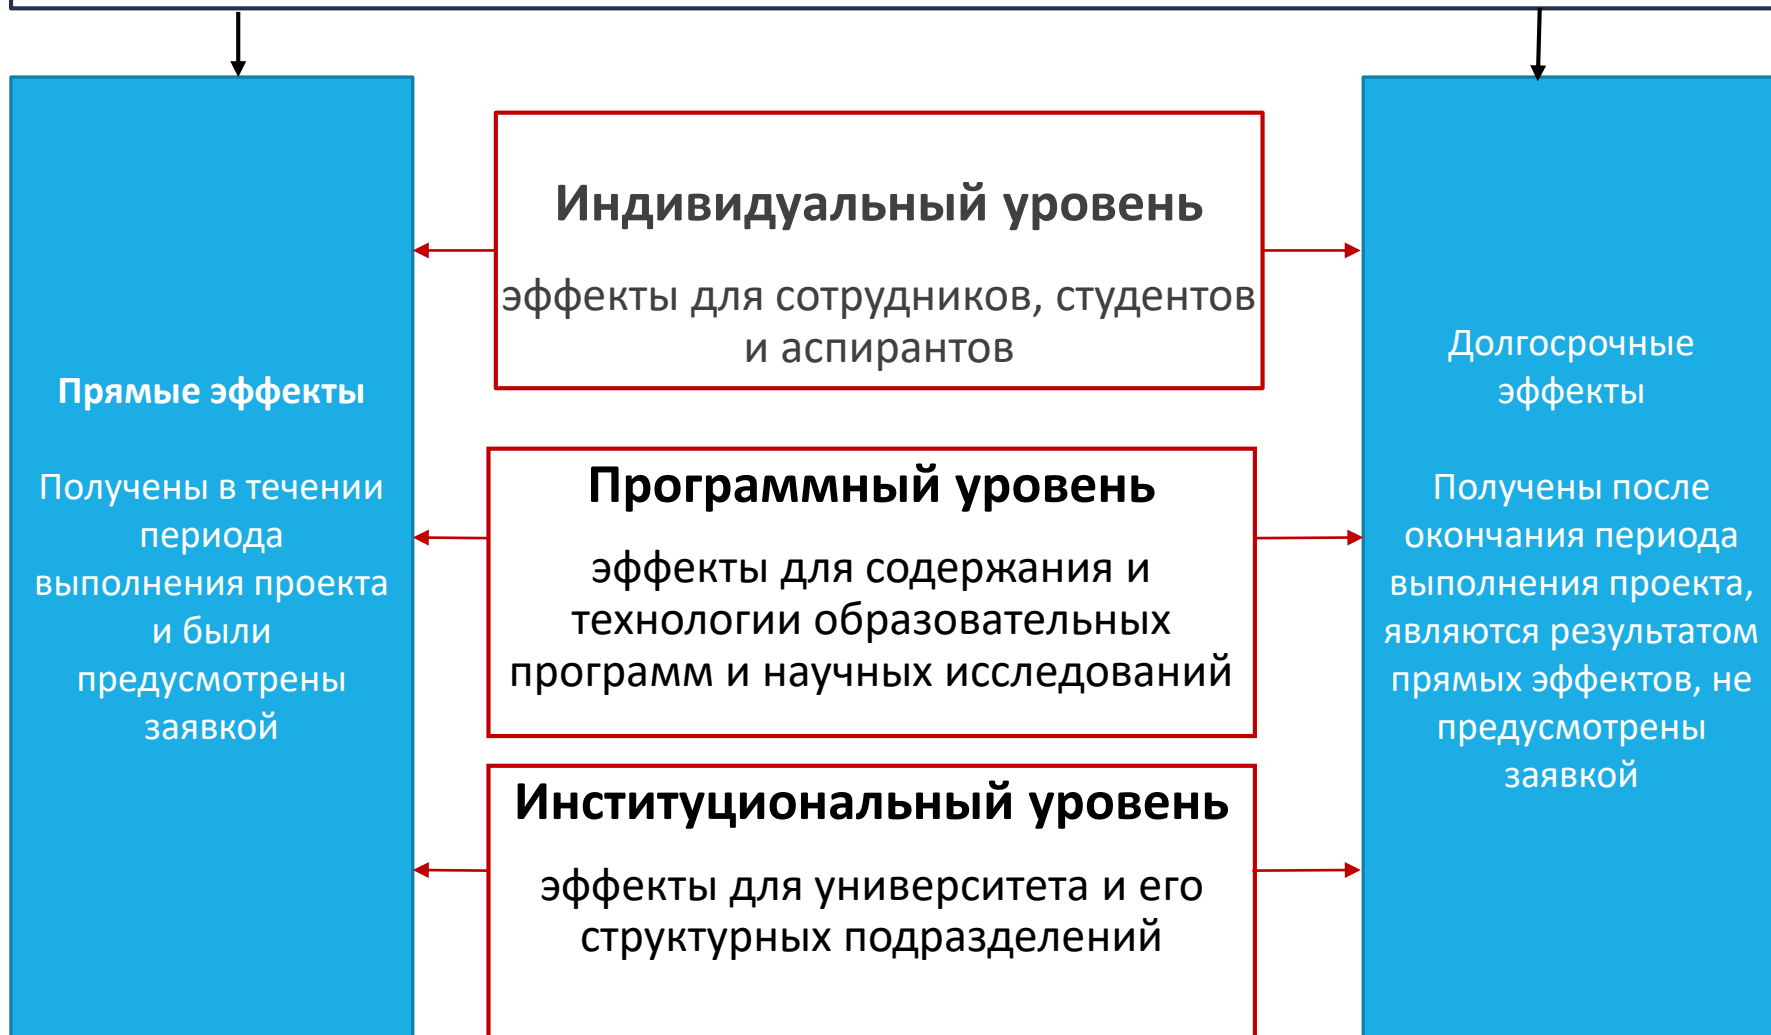 Прямые эффекты
Получены в течении
периода
выполнения проекта
и были
предусмотрены
заявкой
Индивидуальный уровень
эффекты для сотрудников, студентов
и аспирантов
Программный уровень
эффекты для содержания и
технологии образовательных
программ и научных исследований
Институциональный уровень
эффекты для университета и его
структурных подразделений
Долгосрочные
эффекты
Получены после
окончания периода
выполнения проекта,
являются результатом
прямых эффектов, не
предусмотрены
заявкой